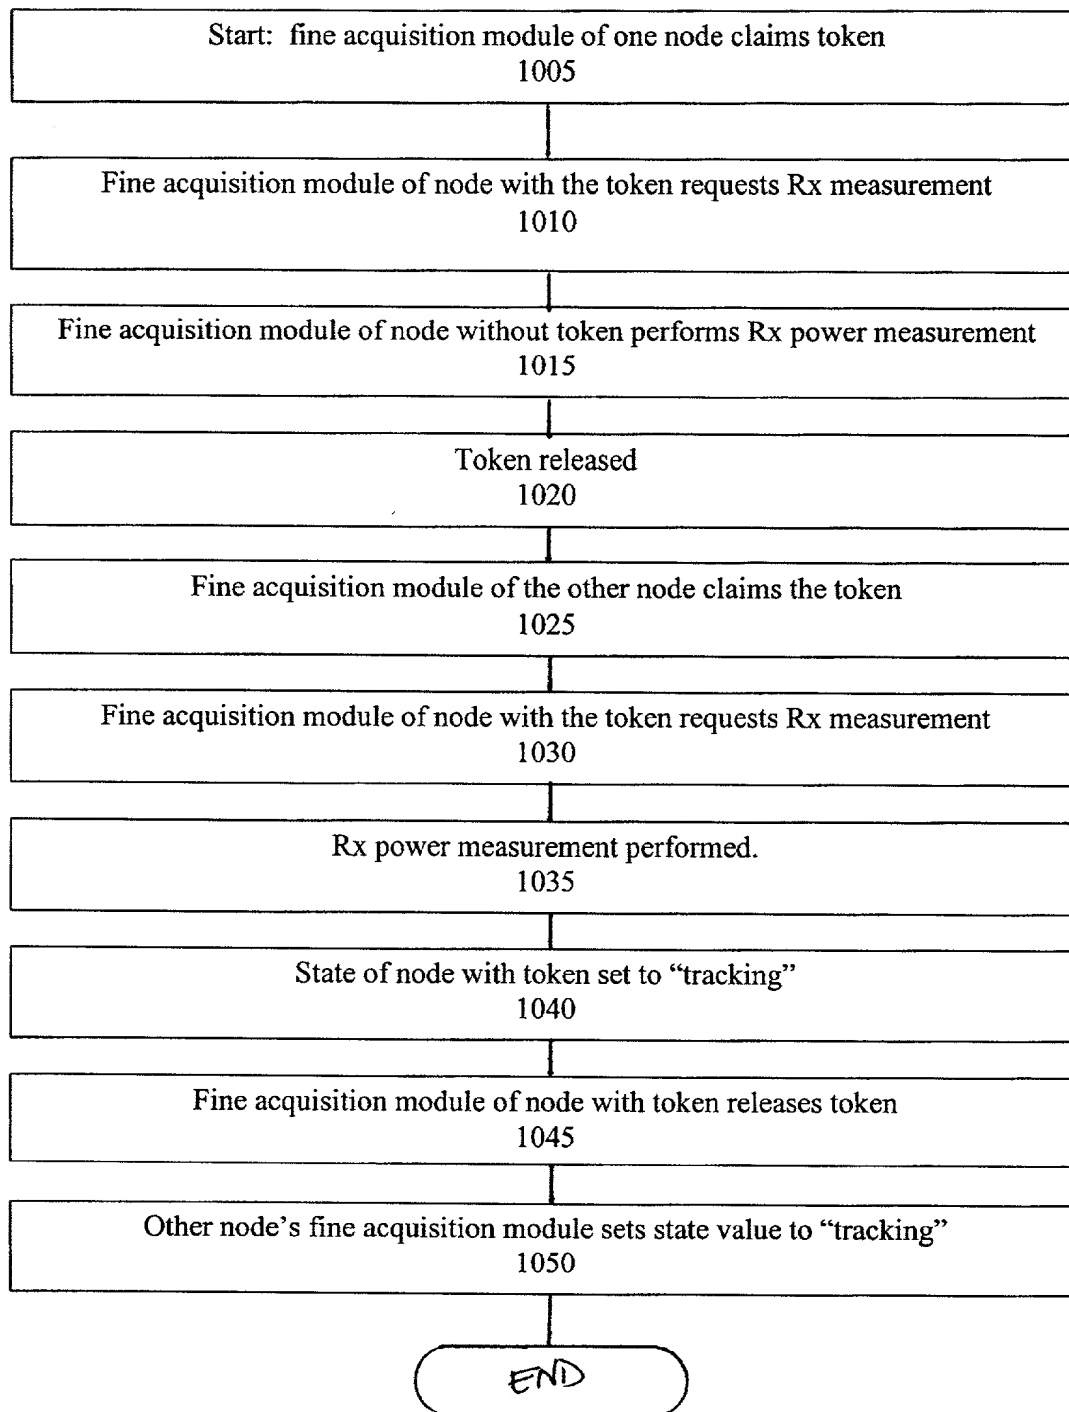 Start: fine acquisition module of one node claims token
1005
Fine acquisition module of node with the token requests Rx measurement
1010
Fine acquisition module of node without token performs Rx power measurement
1015
Token released
1020
Fine acquisition module of the other node claims the token
1025
Fine acquisition module of node with the token requests Rx measurement
1030
Rx power measurement performed.
1035
State of node with token set to “tracking”
1040
Fine acquisition module of node with token releases token
1045
Other node’s fine acquisition module sets state value to “tracking”
1050
END